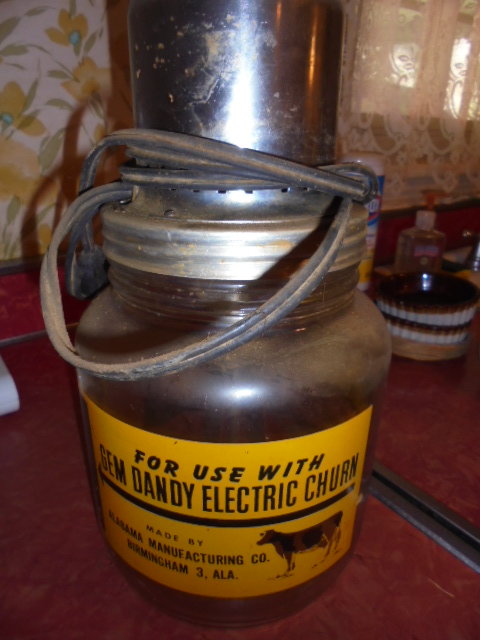 FOR USE WITH
GEM DANDY ELECTRIC CHURN
MADE BY
ALABAMA MANUFACTURING CO.
BIRMINGHAM 3, ALA.